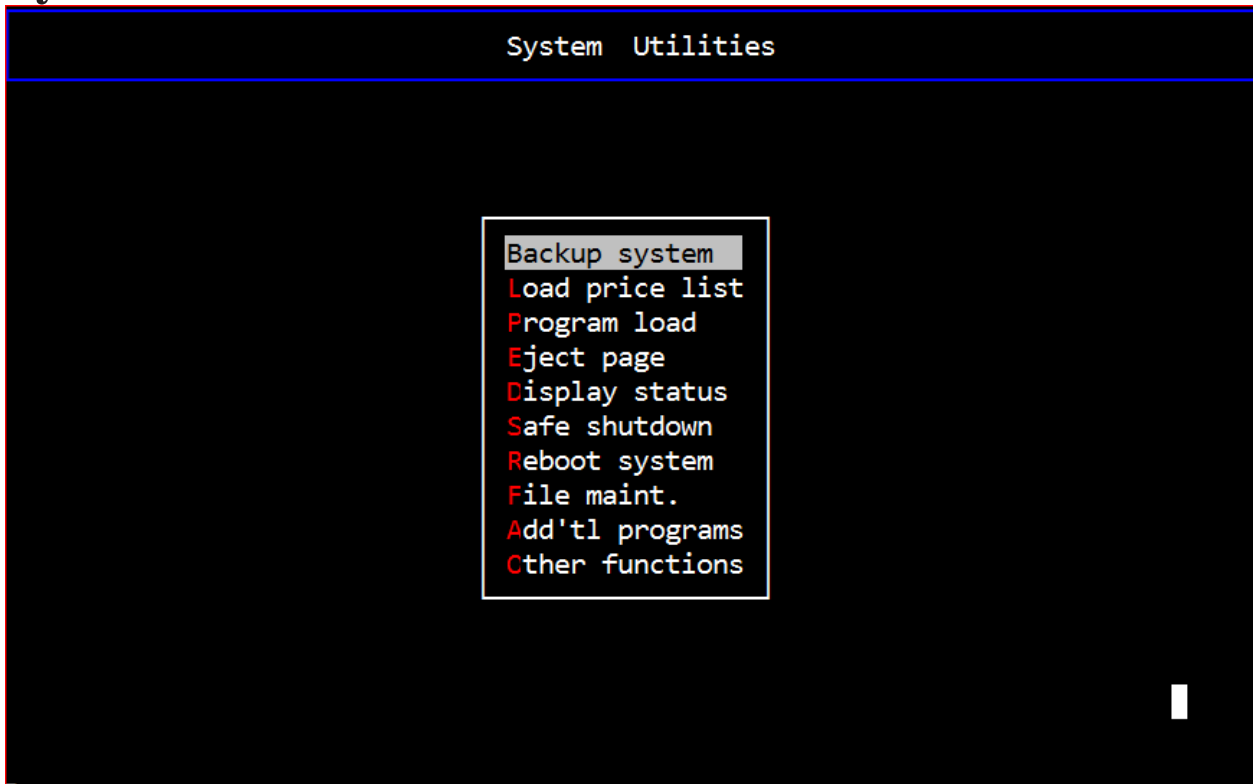 System Utilities
Backup system
Load price list
Program load
Eject page
Display status
Safe shutdown
Reboot system
File maint.
Add'tl programs
Other functions